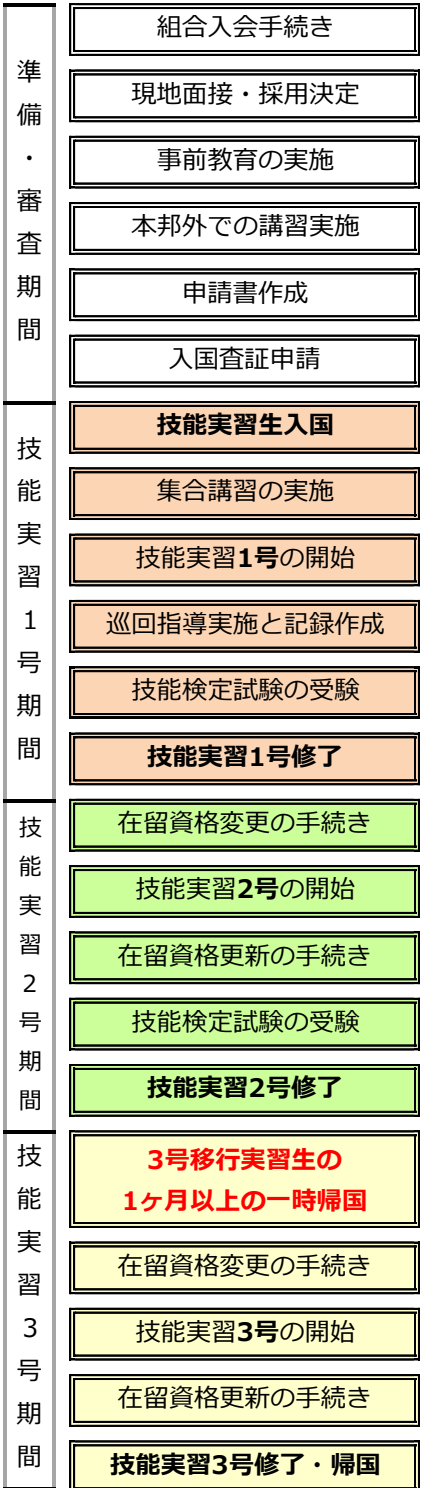 準備・審査期間
組合入会手続き
現地面接・採用決定
事前教育の実施
本邦外での講習実施
申請書作成
入国査証申請
技能実習1号期間
技能実習生入国
集合講習の実施
技能実習1号の開始
巡回指導実施と記録作成
技能検定試験の受験
技能実習1号修了
技能実習2号期間
在留資格変更の手続き
技能実習2号の開始
在留資格更新の手続き
技能検定試験の受験
技能実習2号修了
技能実習3号期間
3号移行実習生の
1ヶ月以上の一時帰国
在留資格変更の手続き
技能実習3号の開始
在留資格更新の手続き
技能実習3号修了・帰国